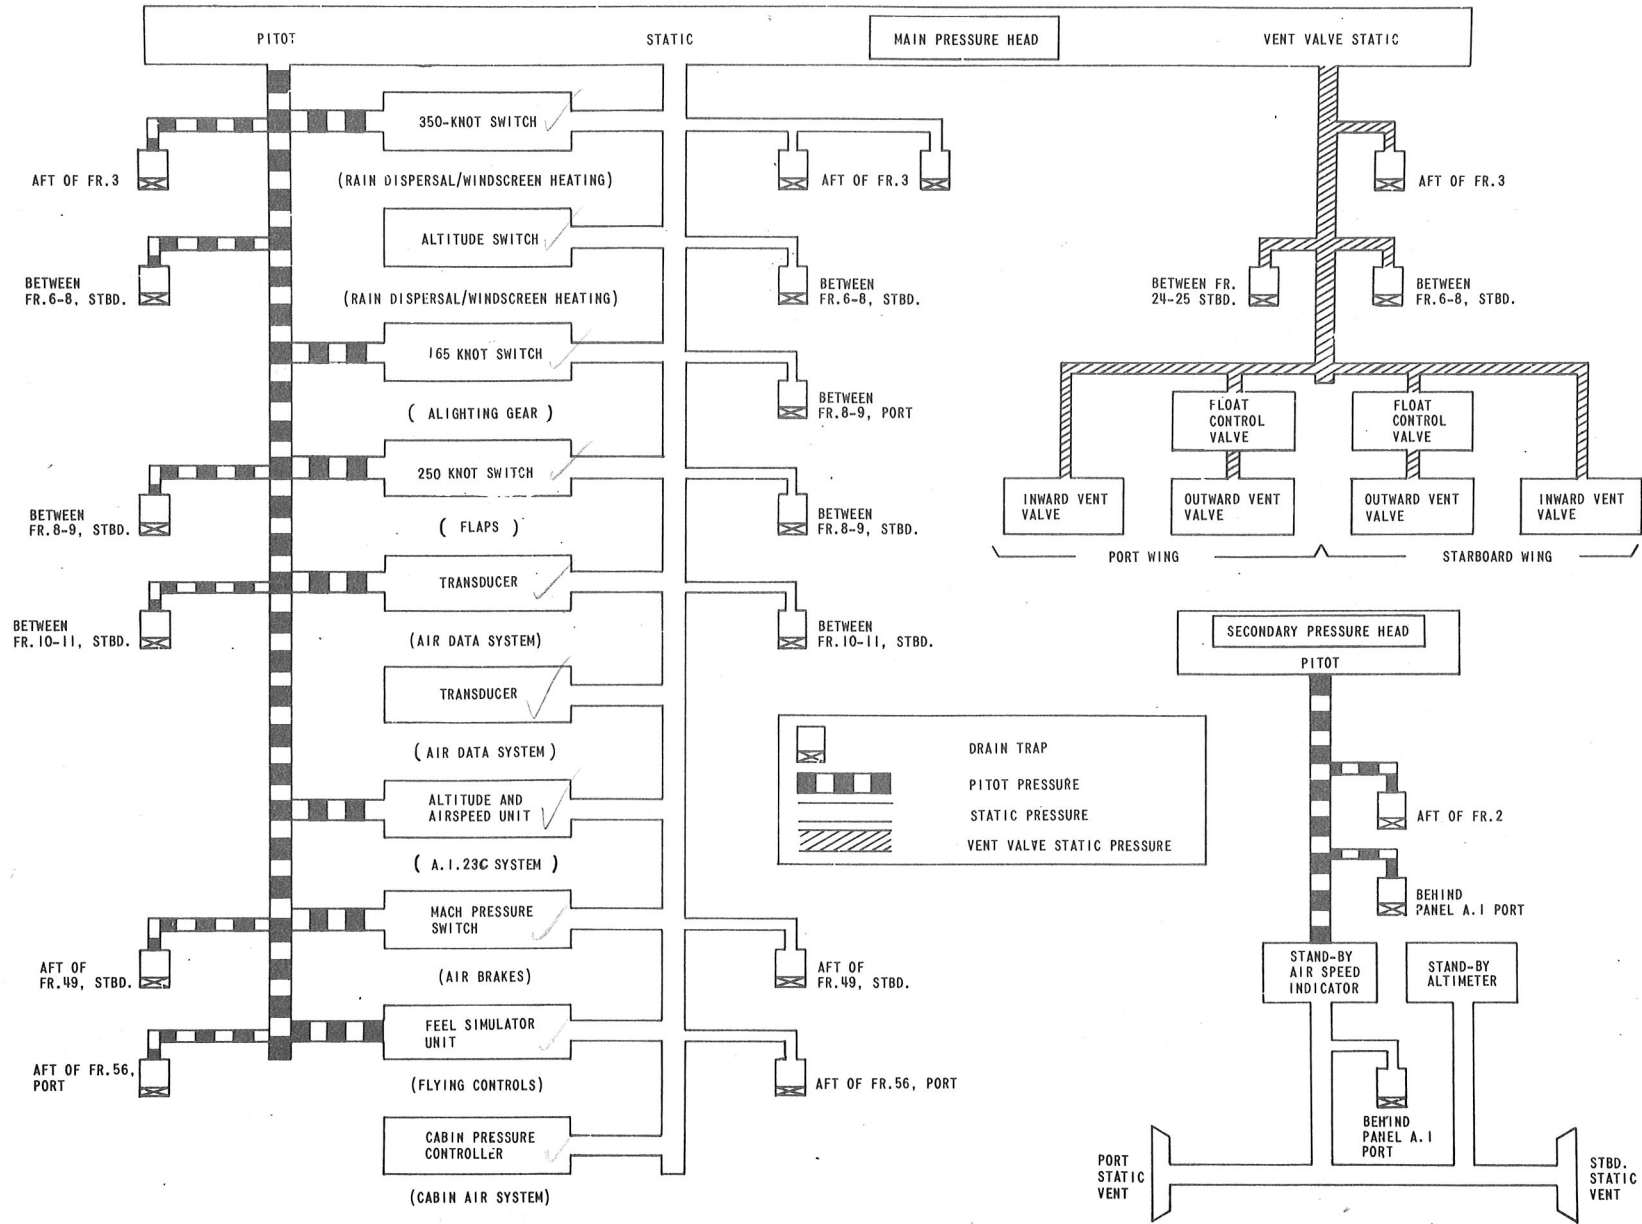 PITOT
STATIC
MAIN PRESSURE HEAD
VENT VALVE STATIC
350-KNOT SWITCH
(RAIN DISPERSAL/WINDSCREEN HEATING)
AFT OF FR.3
AFT OF FR.3
ALTITUDE SWITCH
(RAIN DISPERSAL/WINDSCREEN HEATING)
BETWEEN
FR.6-8, STBD.
BETWEEN
FR.6-8, STBD.
165 KNOT SWITCH
( ALIGHTING GEAR )
BETWEEN
FR.8-9, PORT
250 KNOT SWITCH
( FLAPS )
BETWEEN
FR.8-9, STBD.
BETWEEN
FR.8-9, STBD.
TRANSDUCER
(AIR DATA SYSTEM)
BETWEEN
FR.10-11, STBD.
BETWEEN
FR.10-11, STBD.
TRANSDUCER
( AIR DATA SYSTEM)
ALTITUDE AND
AIRSPEED UNIT
( A.I.23C SYSTEM )
MACH PRESSURE
SWITCH
(AIR BRAKES)
AFT OF
FR.49, STBD.
AFT OF
FR.49, STBD.
FEEL SIMULATOR
UNIT
(FLYING CONTROLS)
AFT OF FR.56,
PORT
AFT OF FR.56, PORT
CABIN PRESSURE
CONTROLLER
(CABIN AIR SYSTEM)
AFT OF FR.3
BETWEEN FR.
24-25 STBD.
BETWEEN
FR.6-8, STBD.
FLOAT
CONTROL
VALVE
FLOAT
CONTROL
VALVE
INWARD VENT
VALVE
OUTWARD VENT
VALVE
OUTWARD VENT
VALVE
INWARD VENT
VALVE
PORT WING
STARBOARD WING
SECONDARY PRESSURE HEAD
PITOT
AFT OF FR.2
BEHIND
PANEL A.1 PORT
STAND-BY
AIR SPEED
INDICATOR
STAND-BY
ALTIMETER
BEHIND
PANEL A.1
PORT
PORT
STATIC
VENT
STBD.
STATIC
VENT
DRAIN TRAP
PITOT PRESSURE
STATIC PRESSURE
VENT VALVE STATIC PRESSURE